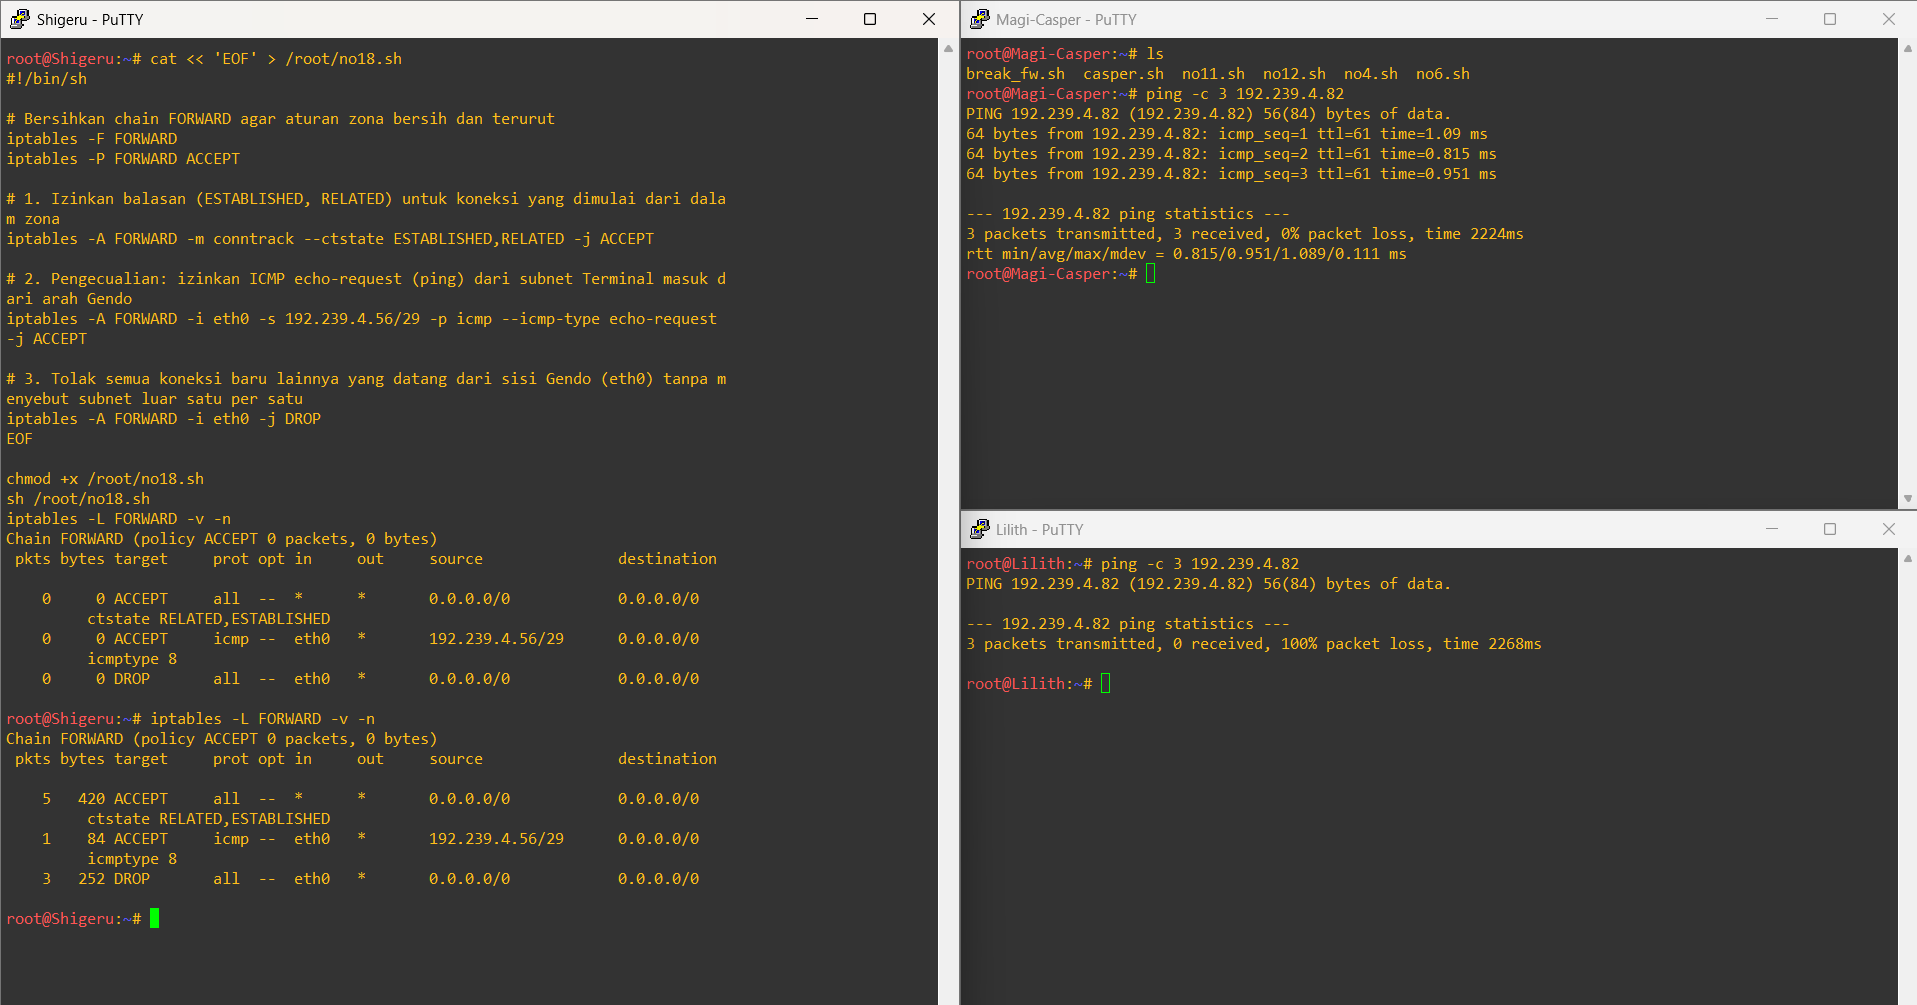 Shigeru - PuTTY
root@Shigeru:~# cat << 'EOF' > /root/no18.sh
#!/bin/sh
# Bersihkan chain FORWARD agar aturan zona bersih dan terurut
iptables -F FORWARD
iptables -P FORWARD ACCEPT
# 1. Izinkan balasan (ESTABLISHED, RELATED) untuk koneksi yang dimulai dari dala
m zona
iptables -A FORWARD -m conntrack --ctstate ESTABLISHED,RELATED -j ACCEPT
# 2. Pengecualian: izinkan ICMP echo-request (ping) dari subnet Terminal masuk d
ari arah Gendo
iptables -A FORWARD -i eth0 -s 192.239.4.56/29 -p icmp --icmp-type echo-request
-j ACCEPT
# 3. Tolak semua koneksi baru lainnya yang datang dari sisi Gendo (eth0) tanpa m
enyebut subnet luar satu per satu
iptables -A FORWARD -i eth0 -j DROP
EOF
chmod +x /root/no18.sh
sh /root/no18.sh
iptables -L FORWARD -v -n
Chain FORWARD (policy ACCEPT 0 packets, 0 bytes)
pkts bytes target     prot opt in     out     source               destination
0     0 ACCEPT     all  --  *      *       0.0.0.0/0            0.0.0.0/0
ctstate RELATED,ESTABLISHED
0     0 ACCEPT     icmp --  eth0   *       192.239.4.56/29      0.0.0.0/0
icmptype 8
0     0 DROP       all  --  eth0   *       0.0.0.0/0            0.0.0.0/0
root@Shigeru:~# iptables -L FORWARD -v -n
Chain FORWARD (policy ACCEPT 0 packets, 0 bytes)
pkts bytes target     prot opt in     out     source               destination
5   420 ACCEPT     all  --  *      *       0.0.0.0/0            0.0.0.0/0
ctstate RELATED,ESTABLISHED
1    84 ACCEPT     icmp --  eth0   *       192.239.4.56/29      0.0.0.0/0
icmptype 8
3   252 DROP       all  --  eth0   *       0.0.0.0/0            0.0.0.0/0
root@Shigeru:~#
Magi-Casper - PuTTY
root@Magi-Casper:~# ls
break_fw.sh  casper.sh  no11.sh  no12.sh  no4.sh  no6.sh
root@Magi-Casper:~# ping -c 3 192.239.4.82
PING 192.239.4.82 (192.239.4.82) 56(84) bytes of data.
64 bytes from 192.239.4.82: icmp_seq=1 ttl=61 time=1.09 ms
64 bytes from 192.239.4.82: icmp_seq=2 ttl=61 time=0.815 ms
64 bytes from 192.239.4.82: icmp_seq=3 ttl=61 time=0.951 ms
--- 192.239.4.82 ping statistics ---
3 packets transmitted, 3 received, 0% packet loss, time 2224ms
rtt min/avg/max/mdev = 0.815/0.951/1.089/0.111 ms
root@Magi-Casper:~#
Lilith - PuTTY
root@Lilith:~# ping -c 3 192.239.4.82
PING 192.239.4.82 (192.239.4.82) 56(84) bytes of data.
--- 192.239.4.82 ping statistics ---
3 packets transmitted, 0 received, 100% packet loss, time 2268ms
root@Lilith:~#